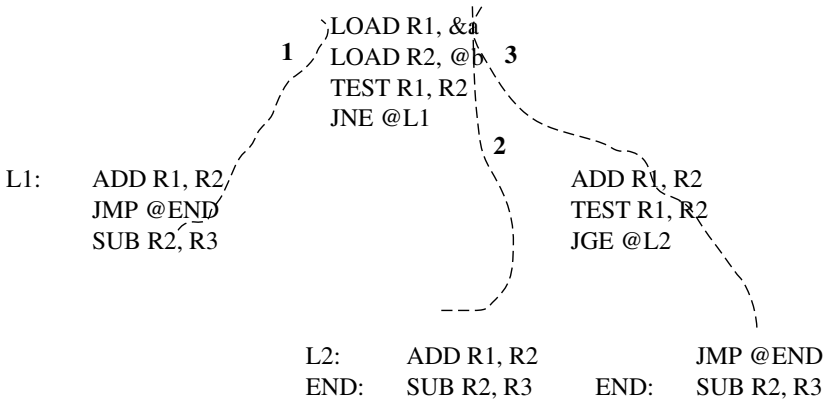 LOAD R1, &a
1 LOAD R2, @b 3
TEST R1, R2
JNE @L1
2
L1: ADD R1, R2 ADD R1, R2
JMP @END TEST R1, R2
SUB R2, R3 JGE @L2
L2: ADD R1, R2 JMP @END
END: SUB R2, R3 END: SUB R2, R3